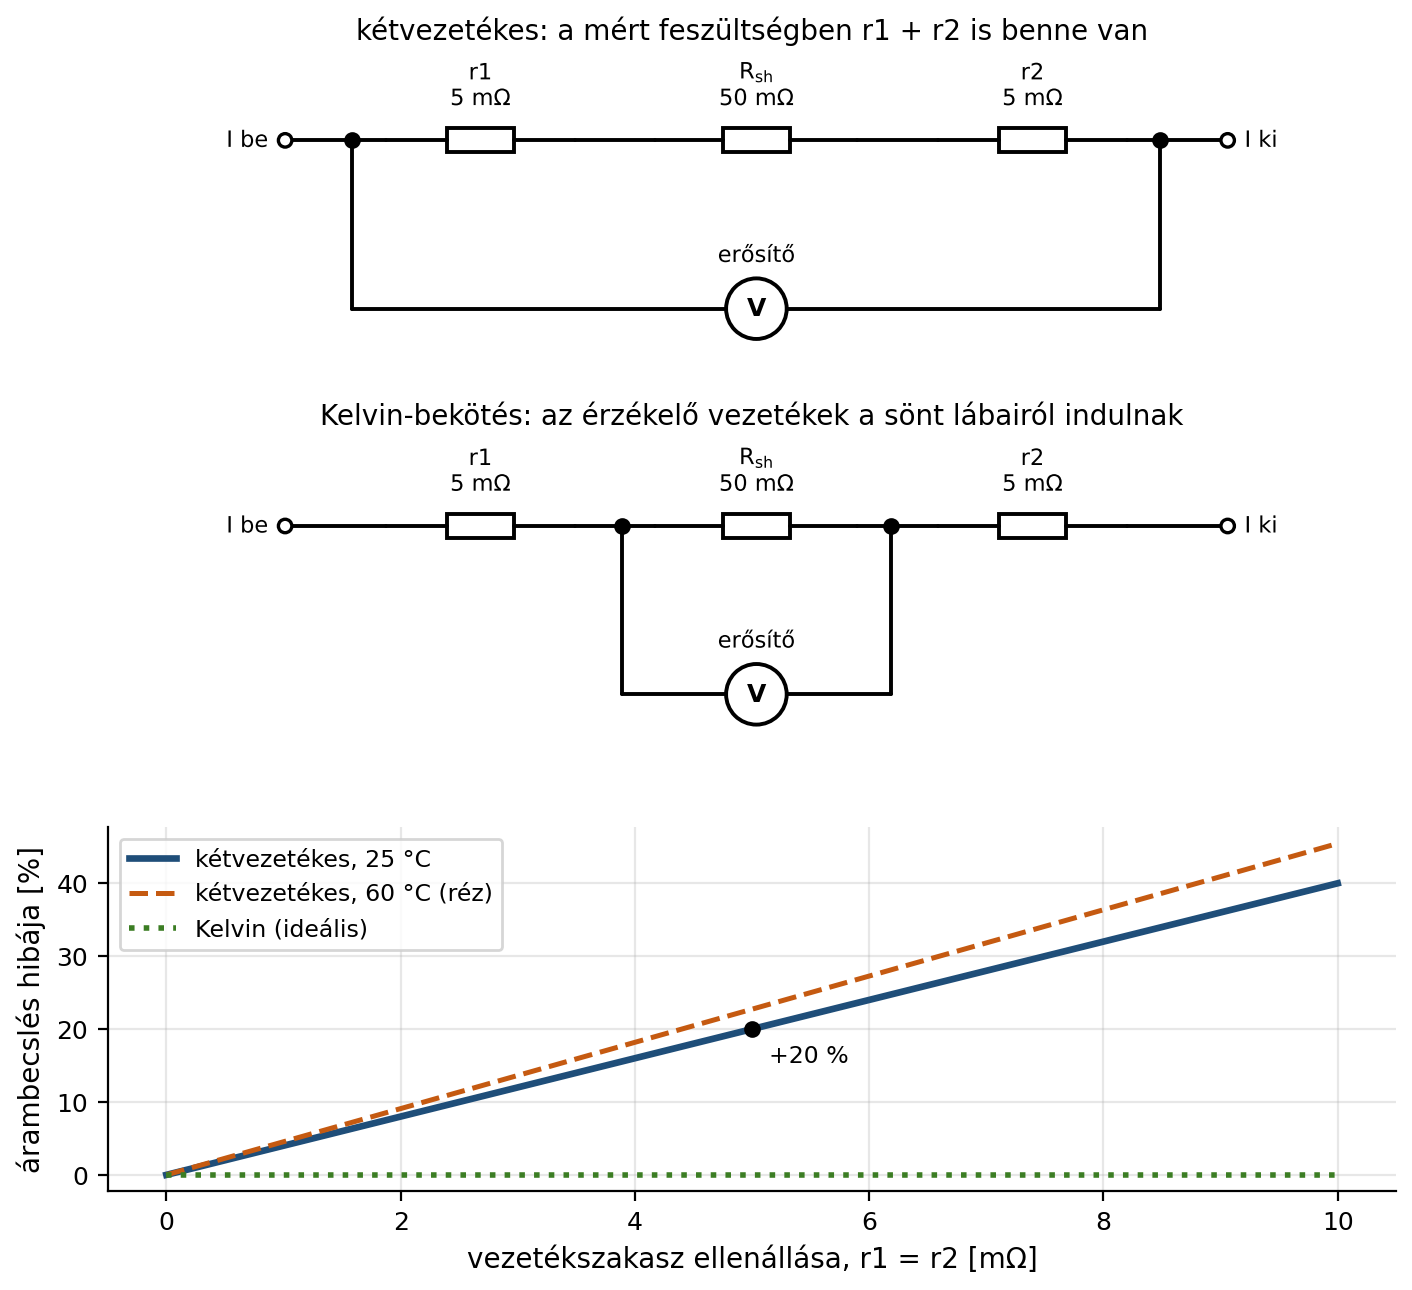 kétvezetékes: a mért feszültségben r1 + r2 is benne van
r1
5 mΩ
Rsh
50 mΩ
r2
5 mΩ
I be
I ki
erősítő
V
Kelvin-bekötés: az érzékelő vezetékek a sönt lábairól indulnak
r1
5 mΩ
Rsh
50 mΩ
r2
5 mΩ
I be
I ki
erősítő
V
árambecslés hibája [%]
40
30
20
10
0
kétvezetékes, 25 °C
kétvezetékes, 60 °C (réz)
Kelvin (ideális)
+20 %
0
2
4
6
8
10
vezetékszakasz ellenállása, r1 = r2 [mΩ]